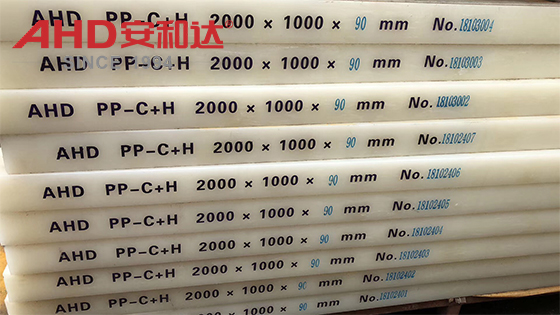 AHD安和达
SINCE 1994
AHD PP-C+H 2000 × 1000 × 90 mm No.18103004
AHD PP-C+H 2000 × 1000 × 90 mm No.18103003
AHD PP-C+H 2000 × 1000 × 90 mm No.18103002
AHD PP-C+H 2000 × 1000 × 90 mm No.18102407
AHD PP-C+H 2000 × 1000 × 90 mm No.18102406
AHD PP-C+H 2000 × 1000 × 90 mm No.18102405
AHD PP-C+H 2000 × 1000 × 90 mm No.18102404
AHD PP-C+H 2000 × 1000 × 90 mm No.18102403
AHD PP-C+H 2000 × 1000 × 90 mm No.18102402
AHD PP-C+H 2000 × 1000 × 90 mm No.18102401